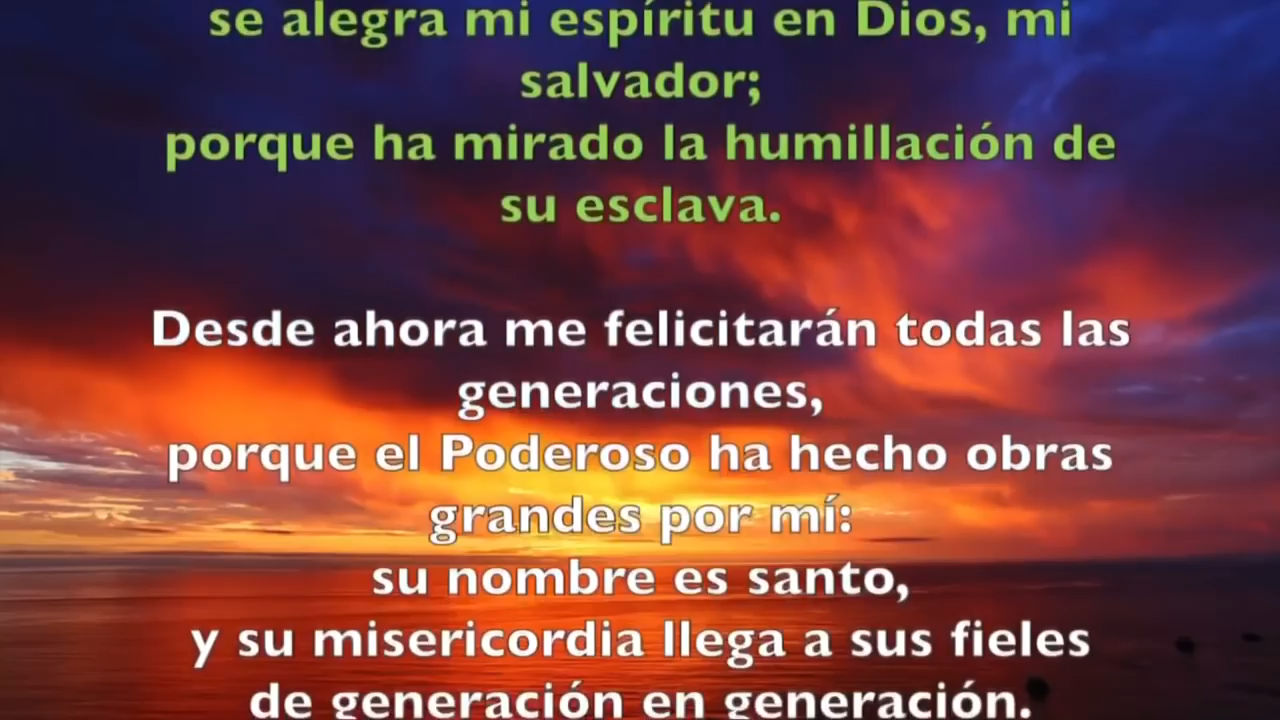 se alegra mi espíritu en Dios, mi
salvador;
porque ha mirado la humillación de
su esclava.
Desde ahora me felicitarán todas las
generaciones,
porque el Poderoso ha hecho obras
grandes por mí:
su nombre es santo,
y su misericordia llega a sus fieles
de generación en generación.